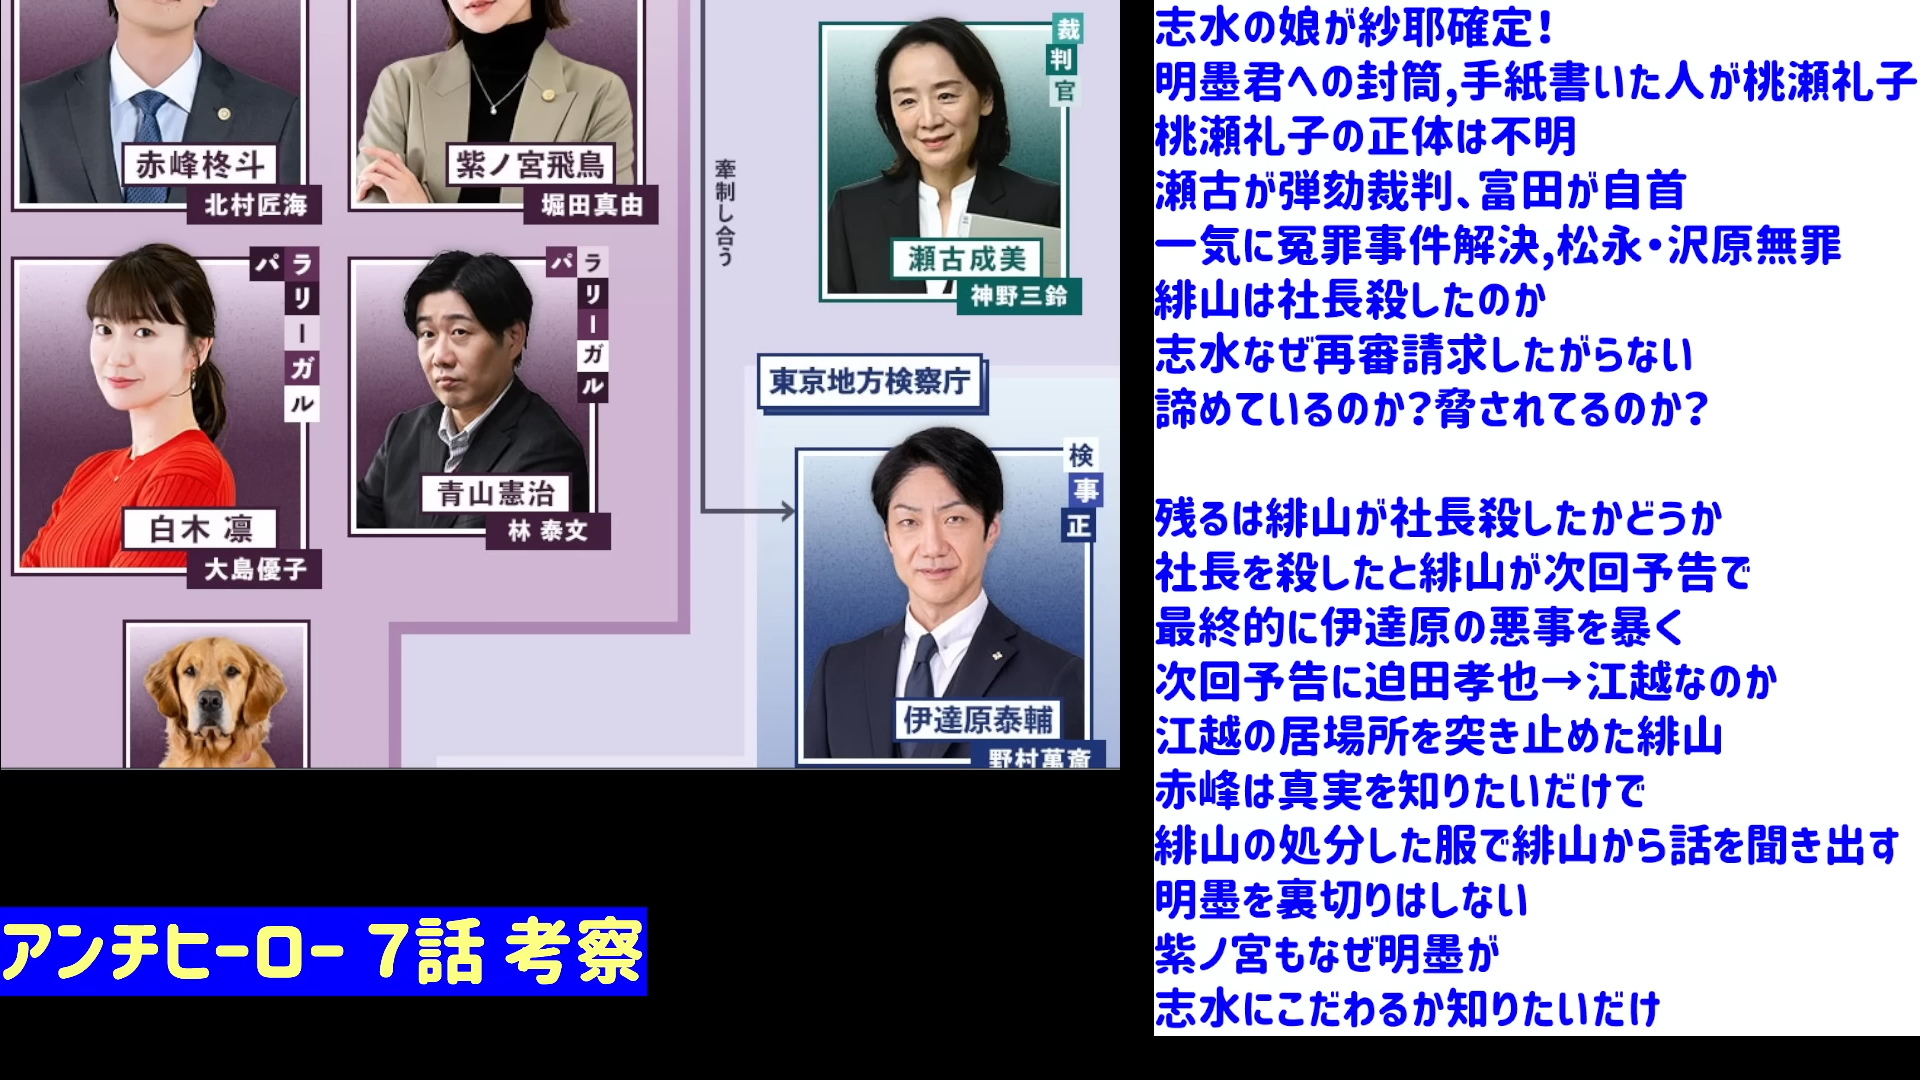 赤峰柊斗
北村匠海
紫ノ宮飛鳥
堀田真由
牽制し合う
裁判官
瀬古成美
神野三鈴
パラリーガル
白木 凛
大島優子
パラリーガル
青山憲治
林 泰文
東京地方検察庁
検事正
伊達原泰輔
野村萬斎
アンチヒーロー 7話 考察
志水の娘が紗耶確定!
明墨君への封筒,手紙書いた人が桃瀬礼子
桃瀬礼子の正体は不明
瀬古が弾劾裁判、富田が自首
一気に冤罪事件解決,松永・沢原無罪
緋山は社長殺したのか
志水なぜ再審請求したがらない
諦めているのか?脅されてるのか?
残るは緋山が社長殺したかどうか
社長を殺したと緋山が次回予告で
最終的に伊達原の悪事を暴く
次回予告に迫田孝也→江越なのか
江越の居場所を突き止めた緋山
赤峰は真実を知りたいだけで
緋山の処分した服で緋山から話を聞き出す
明墨を裏切りはしない
紫ノ宮もなぜ明墨が
志水にこだわるか知りたいだけ